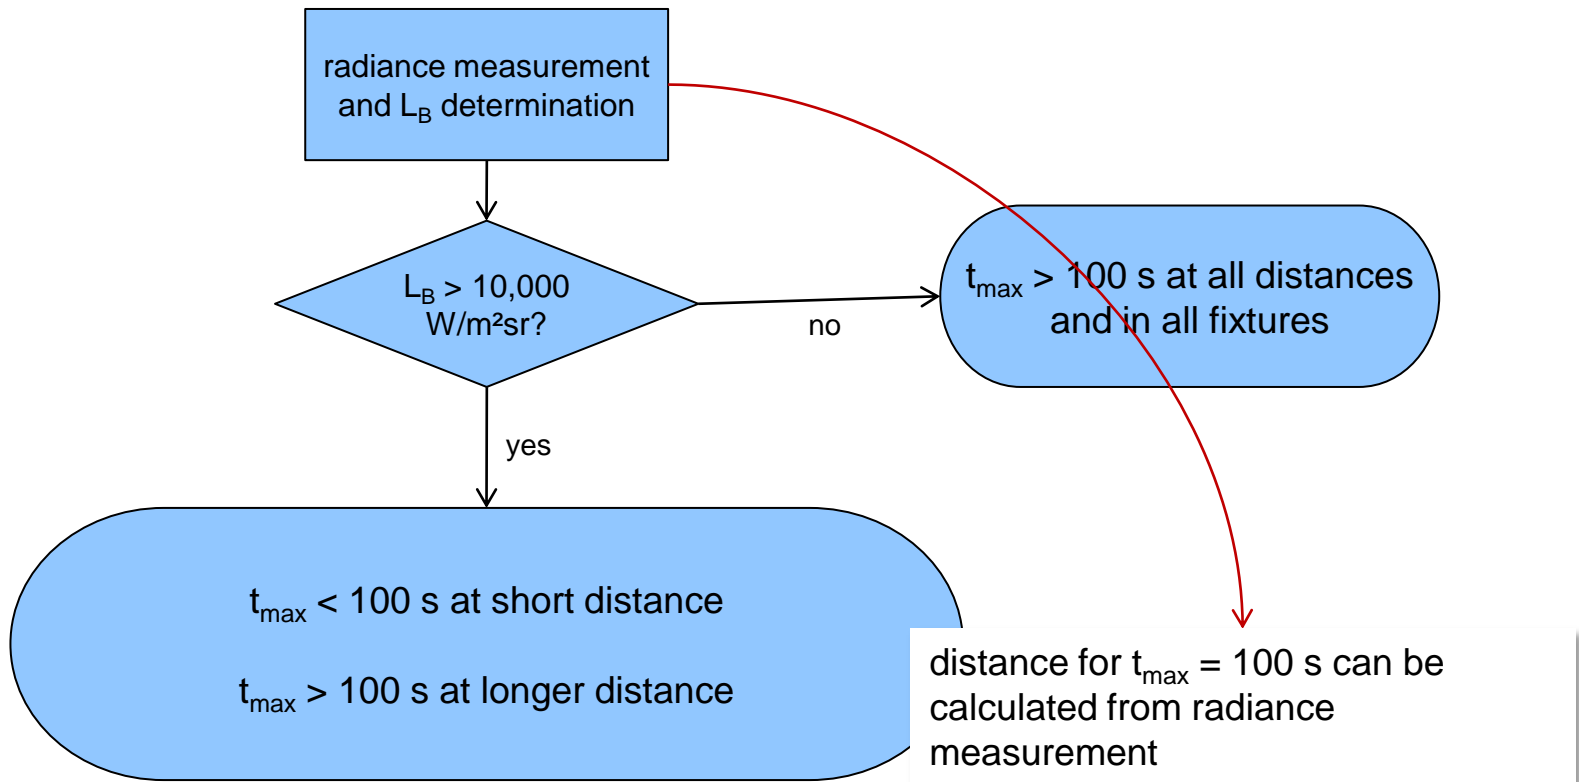 radiance measurement
and L_B determination
L_B > 10,000
W/m²sr?
no
t_max > 100 s at all distances
and in all fixtures
yes
t_max < 100 s at short distance
t_max > 100 s at longer distance
distance for t_max = 100 s can be
calculated from radiance
measurement